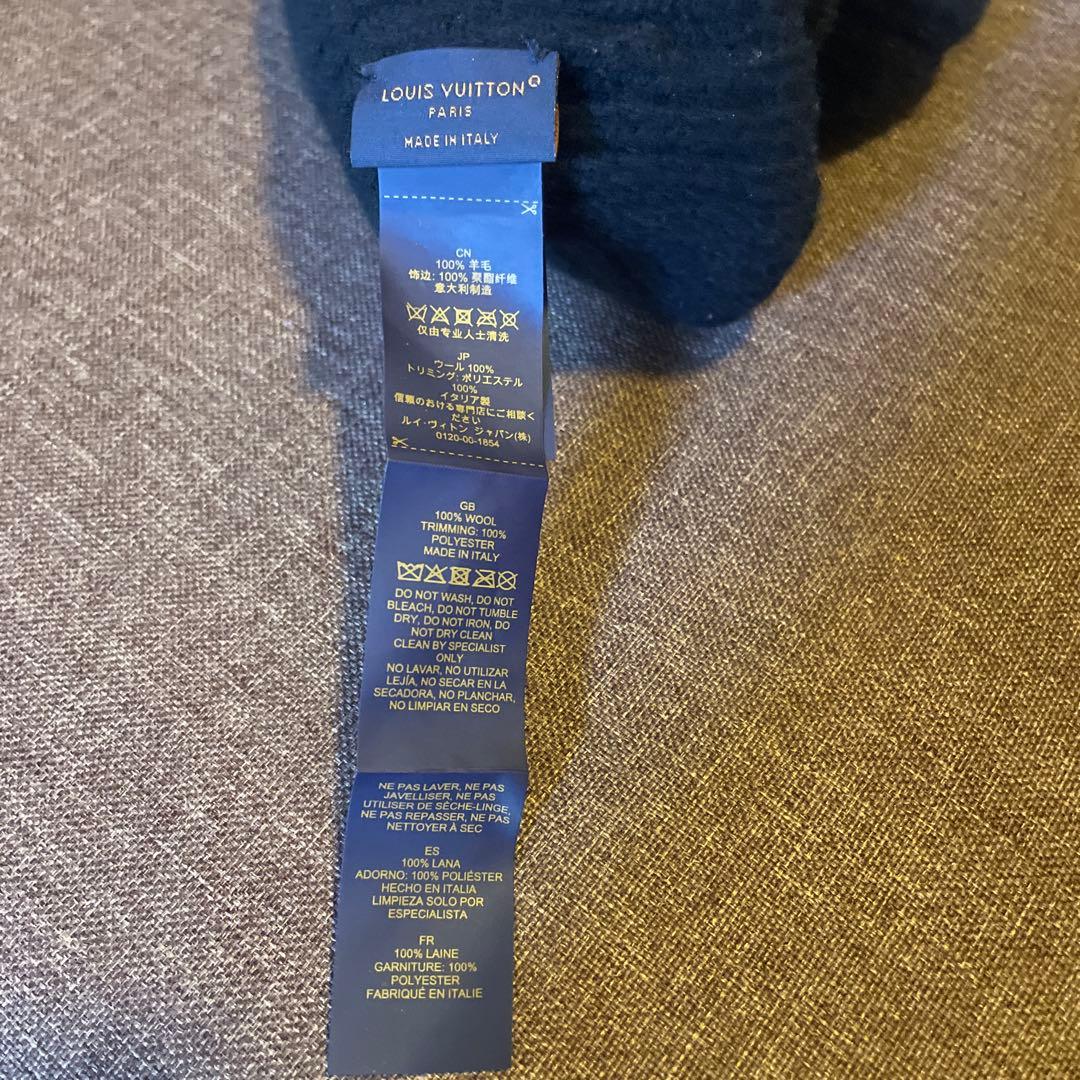 LOUIS VUITTON®
PARIS
MADE IN ITALY
CN
100% 羊毛
饰边: 100% 聚酯纤维
意大利制造
仅由专业人士清洗
JP
ウール 100%
トリミング: ポリエステル
100%
イタリア製
信頼のおける専門店にご相談く
ださい
ルイ・ヴィトン ジャパン(株)
0120-00-1854
GB
100% WOOL
TRIMMING: 100%
POLYESTER
MADE IN ITALY
DO NOT WASH, DO NOT
BLEACH, DO NOT TUMBLE
DRY, DO NOT IRON, DO
NOT DRY CLEAN
CLEAN BY SPECIALIST
ONLY
NO LAVAR, NO UTILIZAR
LEJÍA, NO SECAR EN LA
SECADORA, NO PLANCHAR,
NO LIMPIAR EN SECO
NE PAS LAVER, NE PAS
JAVELLISER, NE PAS
UTILISER DE SÈCHE-LINGE,
NE PAS REPASSER, NE PAS
NETTOYER À SEC
ES
100% LANA
ADORNO: 100% POLIÉSTER
HECHO EN ITALIA
LIMPIEZA SOLO POR
ESPECIALISTA
FR
100% LAINE
GARNITURE: 100%
POLYESTER
FABRIQUÉ EN ITALIE